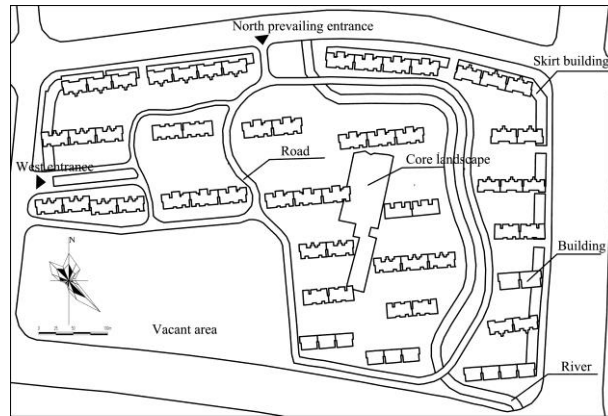 North prevailing entrance
Skirt building
West entrance
Road
Core landscape
Building
N
Vacant area
River